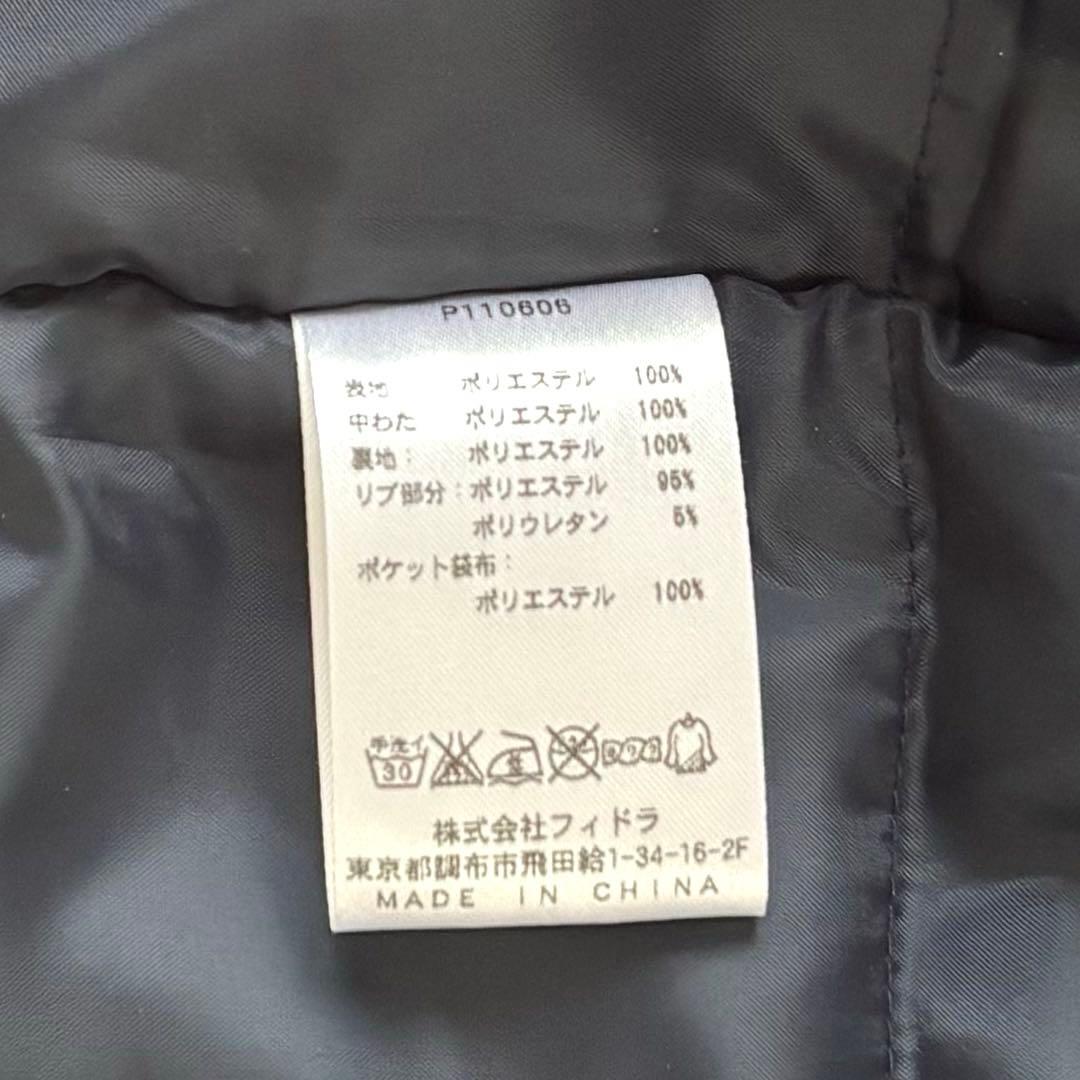 P110606
表地 ポリエステル 100%
中わた ポリエステル 100%
裏地: ポリエステル 100%
リブ部分:ポリエステル 95%
ポリウレタン 5%
ポケット袋布:
ポリエステル 100%
手洗イ
30
株式会社フィドラ
東京都調布市飛田給1-34-16-2F
MADE IN CHINA